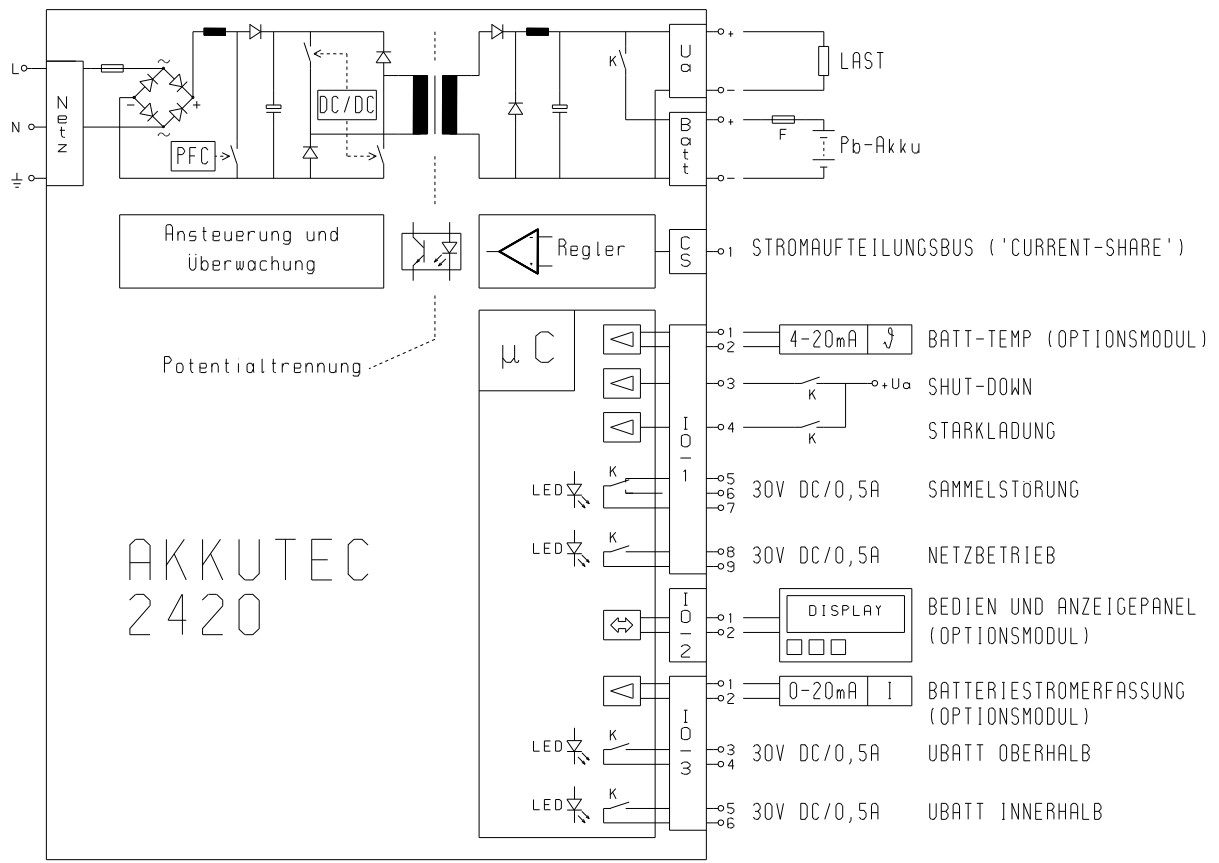 L
N
Netz
~
~
-
+
PFC
DC/DC
K
Ua
+
-
LAST
Batt
+
-
F
Pb-Akku
Ansteuerung und
Überwachung
Regler
CS
1
STROMAUFTEILUNGSBUS ('CURRENT-SHARE')
Potentialtrennung
µC
IO-1
1
2
4-20mA
ϑ
BATT-TEMP (OPTIONSMODUL)
3
K
+Ua
SHUT-DOWN
4
K
STARKLADUNG
LED
K
5
6
7
30V DC/0,5A
SAMMELSTÖRUNG
LED
K
8
9
30V DC/0,5A
NETZBETRIEB
AKKUTEC
2420
IO-2
1
2
DISPLAY
BEDIEN UND ANZEIGEPANEL
(OPTIONSMODUL)
IO-3
1
2
0-20mA
I
BATTERIESTROMERFASSUNG
(OPTIONSMODUL)
LED
K
3
4
30V DC/0,5A
UBATT OBERHALB
LED
K
5
6
30V DC/0,5A
UBATT INNERHALB